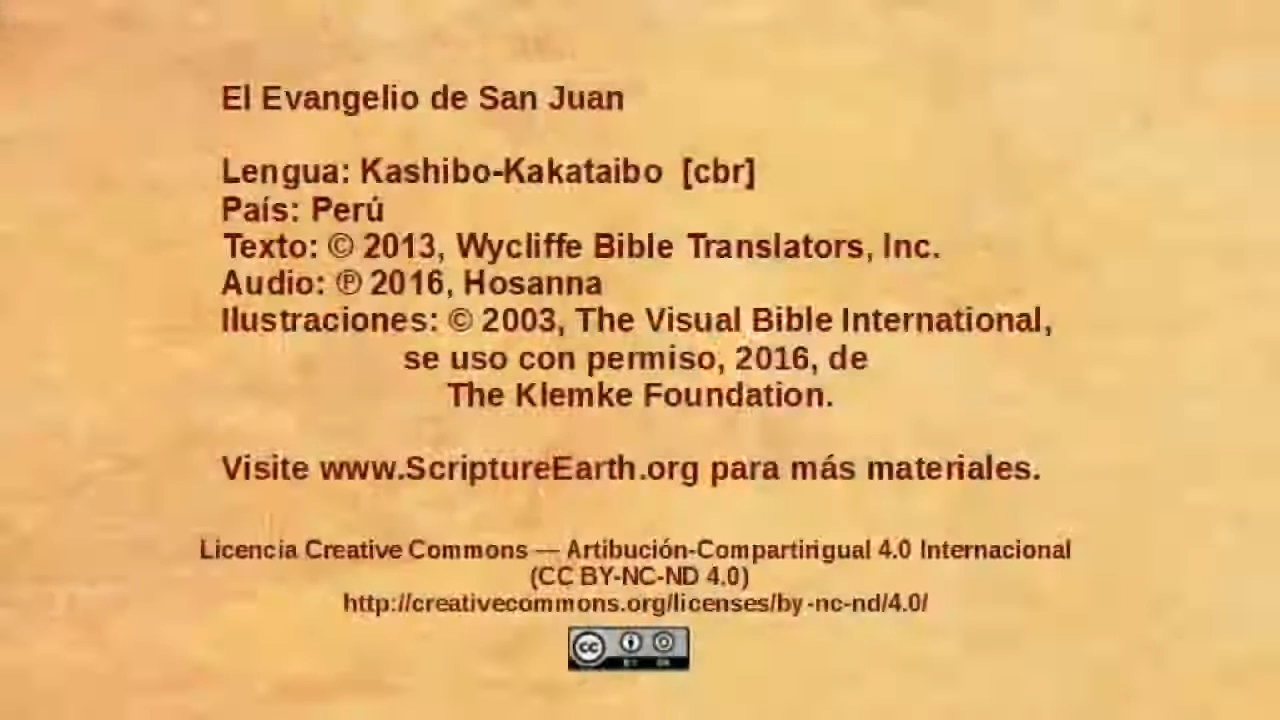 El Evangelio de San Juan
Lengua: Kashibo-Kakataibo [cbr]
País: Perú
Texto: © 2013, Wycliffe Bible Translators, Inc.
Audio: ℗ 2016, Hosanna
Ilustraciones: © 2003, The Visual Bible International,
se uso con permiso, 2016, de
The Klemke Foundation.
Visite www.ScriptureEarth.org para más materiales.
Licencia Creative Commons — Artibución-Compartirigual 4.0 Internacional
(CC BY-NC-ND 4.0)
http://creativecommons.org/licenses/by-nc-nd/4.0/
cc